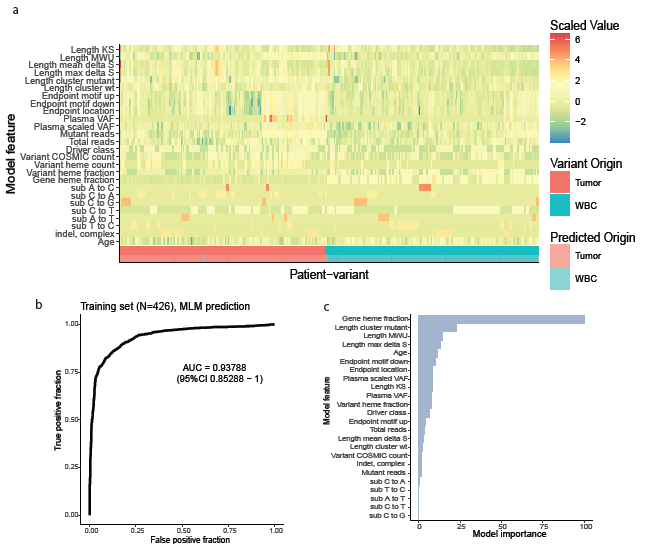 a
Model feature
Length KS
Length MWU
Length mean delta S
Length max delta S
Length cluster mutant
Length cluster wt
Endpoint motif up
Endpoint motif down
Endpoint location
Plasma VAF
Plasma scaled VAF
Mutant reads
Total reads
Driver class
Variant COSMIC count
Variant heme count
Variant heme fraction
Gene heme fraction
sub A to C
sub C to A
sub C to G
sub C to T
sub A to T
sub T to C
indel, complex
Age
Patient-variant
Scaled Value
6
4
2
0
−2
Variant Origin
Tumor
WBC
Predicted Origin
Tumor
WBC
b
Training set (N=426), MLM prediction
True positive fraction
1.00
0.75
0.50
0.25
0.00
AUC = 0.93788
(95%CI 0.85288 − 1)
0.00
0.25
0.50
0.75
1.00
False positive fraction
c
Model feature
Gene heme fraction
Length cluster mutant
Length MWU
Length max delta S
Age
Endpoint motif down
Endpoint location
Plasma scaled VAF
Length KS
Plasma VAF
Variant heme fraction
Driver class
Endpoint motif up
Total reads
Length mean delta S
Length cluster wt
Variant COSMIC count
Indel, complex
Mutant reads
sub C to A
sub T to C
sub A to T
sub C to T
sub C to G
0
25
50
75
100
Model importance